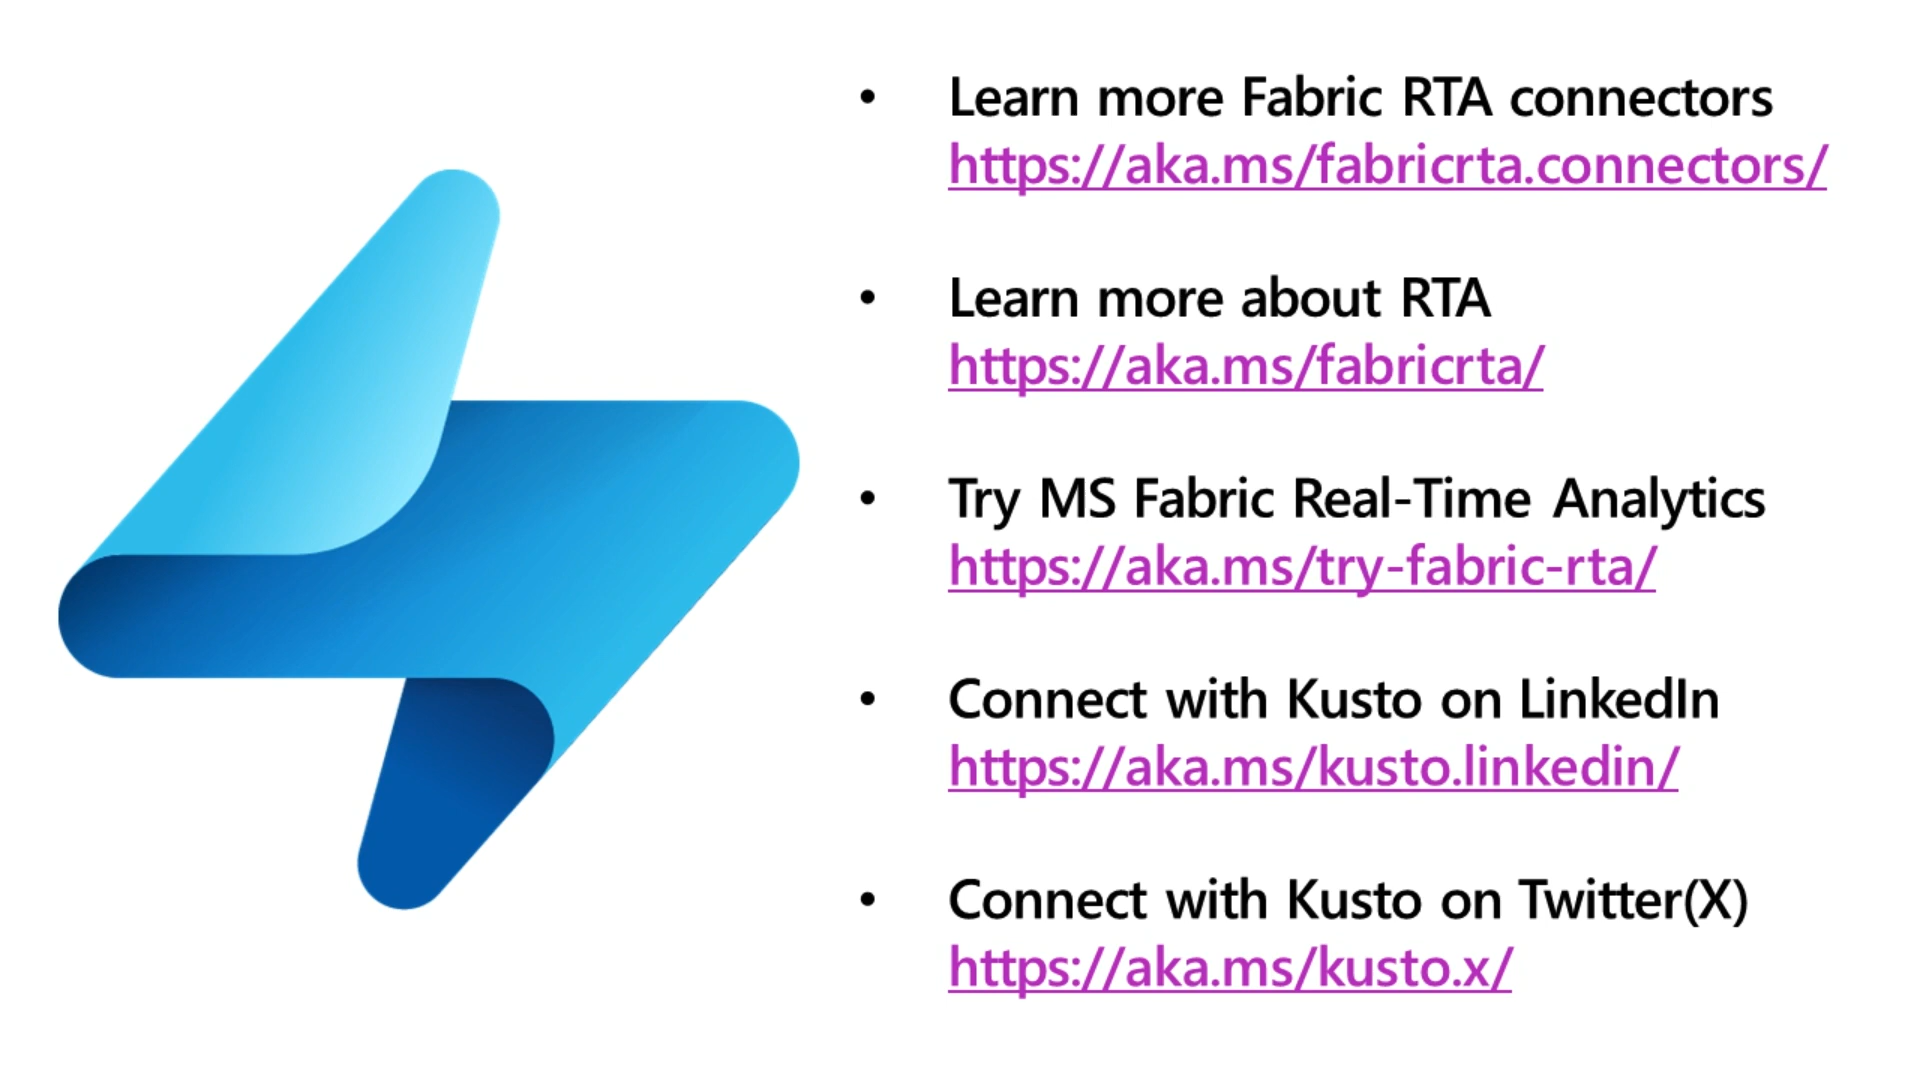 • Learn more Fabric RTA connectors
https://aka.ms/fabricrta.connectors/
• Learn more about RTA
https://aka.ms/fabricrta/
• Try MS Fabric Real-Time Analytics
https://aka.ms/try-fabric-rta/
• Connect with Kusto on LinkedIn
https://aka.ms/kusto.linkedin/
• Connect with Kusto on Twitter(X)
https://aka.ms/kusto.x/